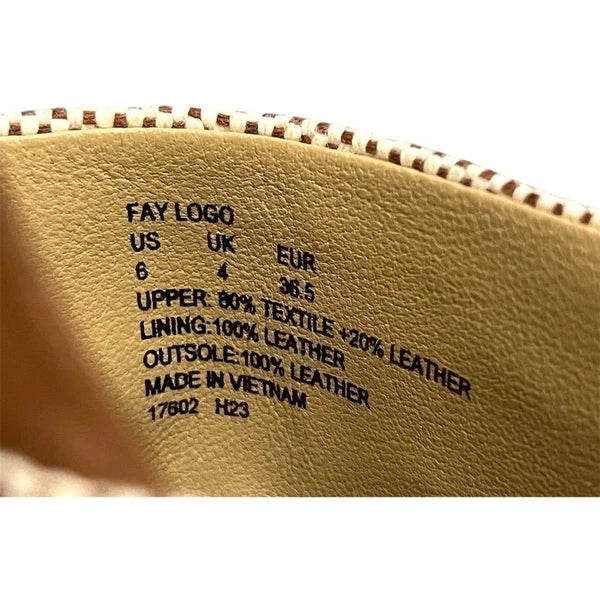 FAY LOGO
US UK EUR
6 4 36.5
UPPER: 80% TEXTILE +20% LEATHER
LINING:100% LEATHER
OUTSOLE:100% LEATHER
MADE IN VIETNAM
17602 H23